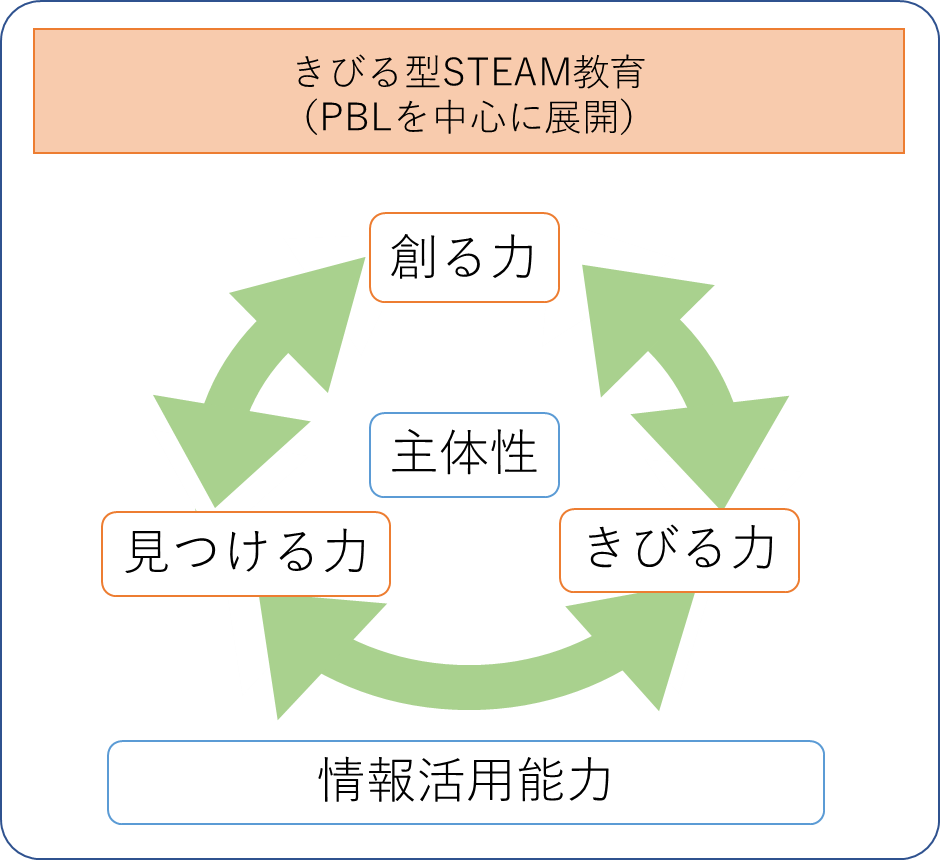 きびる型STEAM教育
（PBLを中心に展開）
創る力
主体性
見つける力
きびる力
情報活用能力